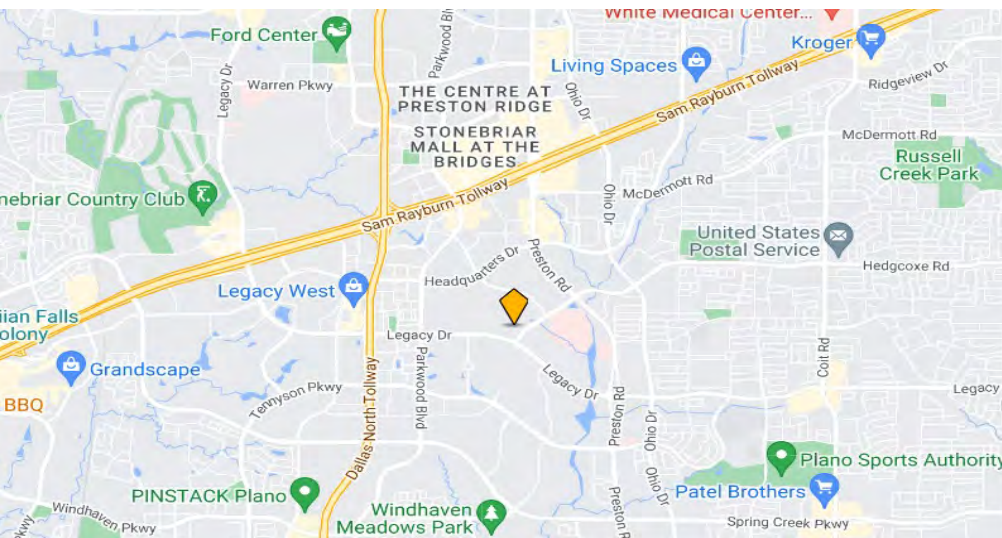 White Medical Center...
Ford Center
Parkwood Bl
Kroger
Living Spaces
Legacy Dr
Warren Pkwy
THE CENTRE AT
PRESTON RIDGE
Ohio Dr
Sam Rayburn Tollway
Ridgeview Dr
STONEBRIAR
MALL AT THE
BRIDGES
McDermott Rd
Russell
Creek Park
nebriar Country Club
Sam Rayburn Tollway
Ohio Dr
McDermott Rd
United States
Postal Service
Headquarters Dr
Preston Rd
Hedgcoxe Rd
Legacy West
iian Falls
olony
Legacy Dr
Parkwood Blvd
Coit Rd
Grandscape
Tennyson Pkwy
Legacy Dr
Legacy
BBQ
Dallas North Tollway
Preston Rd
Ohio Dr
Plano Sports Authority
PINSTACK Plano
Ohio Dr
Patel Brothers
Windhaven Pkwy
Windhaven
Meadows Park
Preston R
Spring Creek Pkwy
kwy